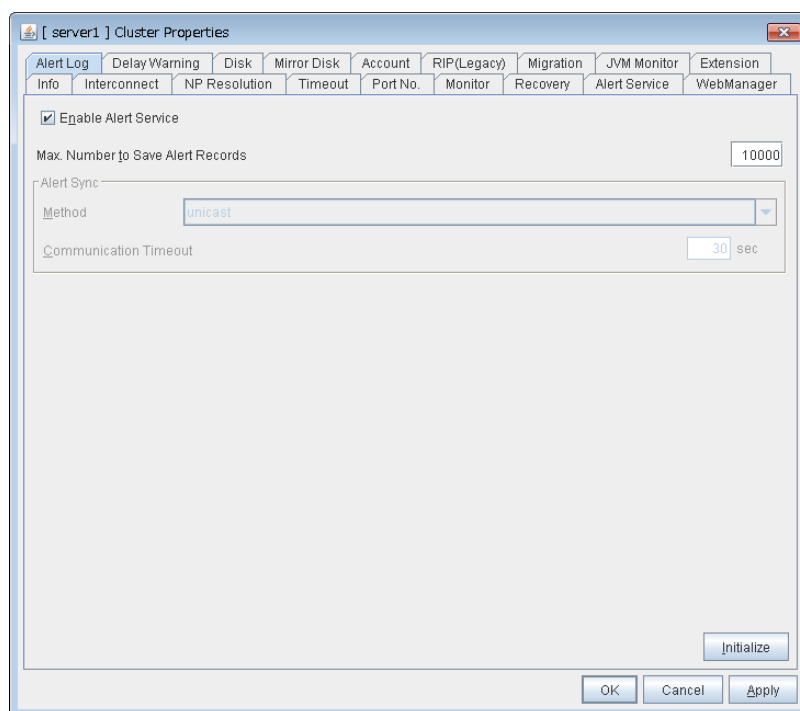 [ server1 ] Cluster Properties
Alert Log Delay Warning Disk Mirror Disk Account RIP(Legacy) Migration JVM Monitor Extension
Info Interconnect NP Resolution Timeout Port No. Monitor Recovery Alert Service WebManager
Enable Alert Service
Max. Number to Save Alert Records 10000
Alert Sync
Method unicast
Communication Timeout 30 sec
Initialize
OK Cancel Apply